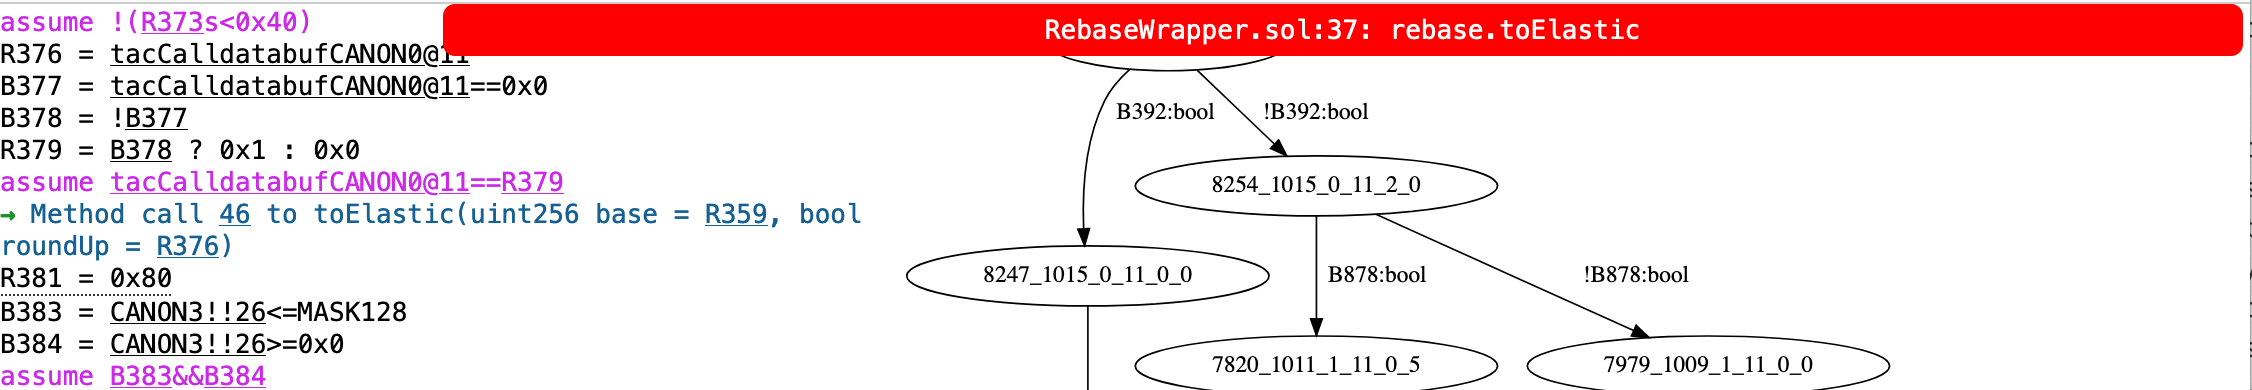 assume !(R373s<0x40)
RebaseWrapper.sol:37: rebase.toElastic
R376 = tacCalldatabufCANON0@11
B377 = tacCalldatabufCANON0@11==0x0
B378 = !B377
R379 = B378 ? 0x1 : 0x0
assume tacCalldatabufCANON0@11==R379
→ Method call 46 to toElastic(uint256 base = R359, bool
roundUp = R376)
R381 = 0x80
B383 = CANON3!!26<=MASK128
B384 = CANON3!!26>=0x0
assume B383&&B384
B392:bool
!B392:bool
8254_1015_0_11_2_0
8247_1015_0_11_0_0
B878:bool
!B878:bool
7820_1011_1_11_0_5
7979_1009_1_11_0_0